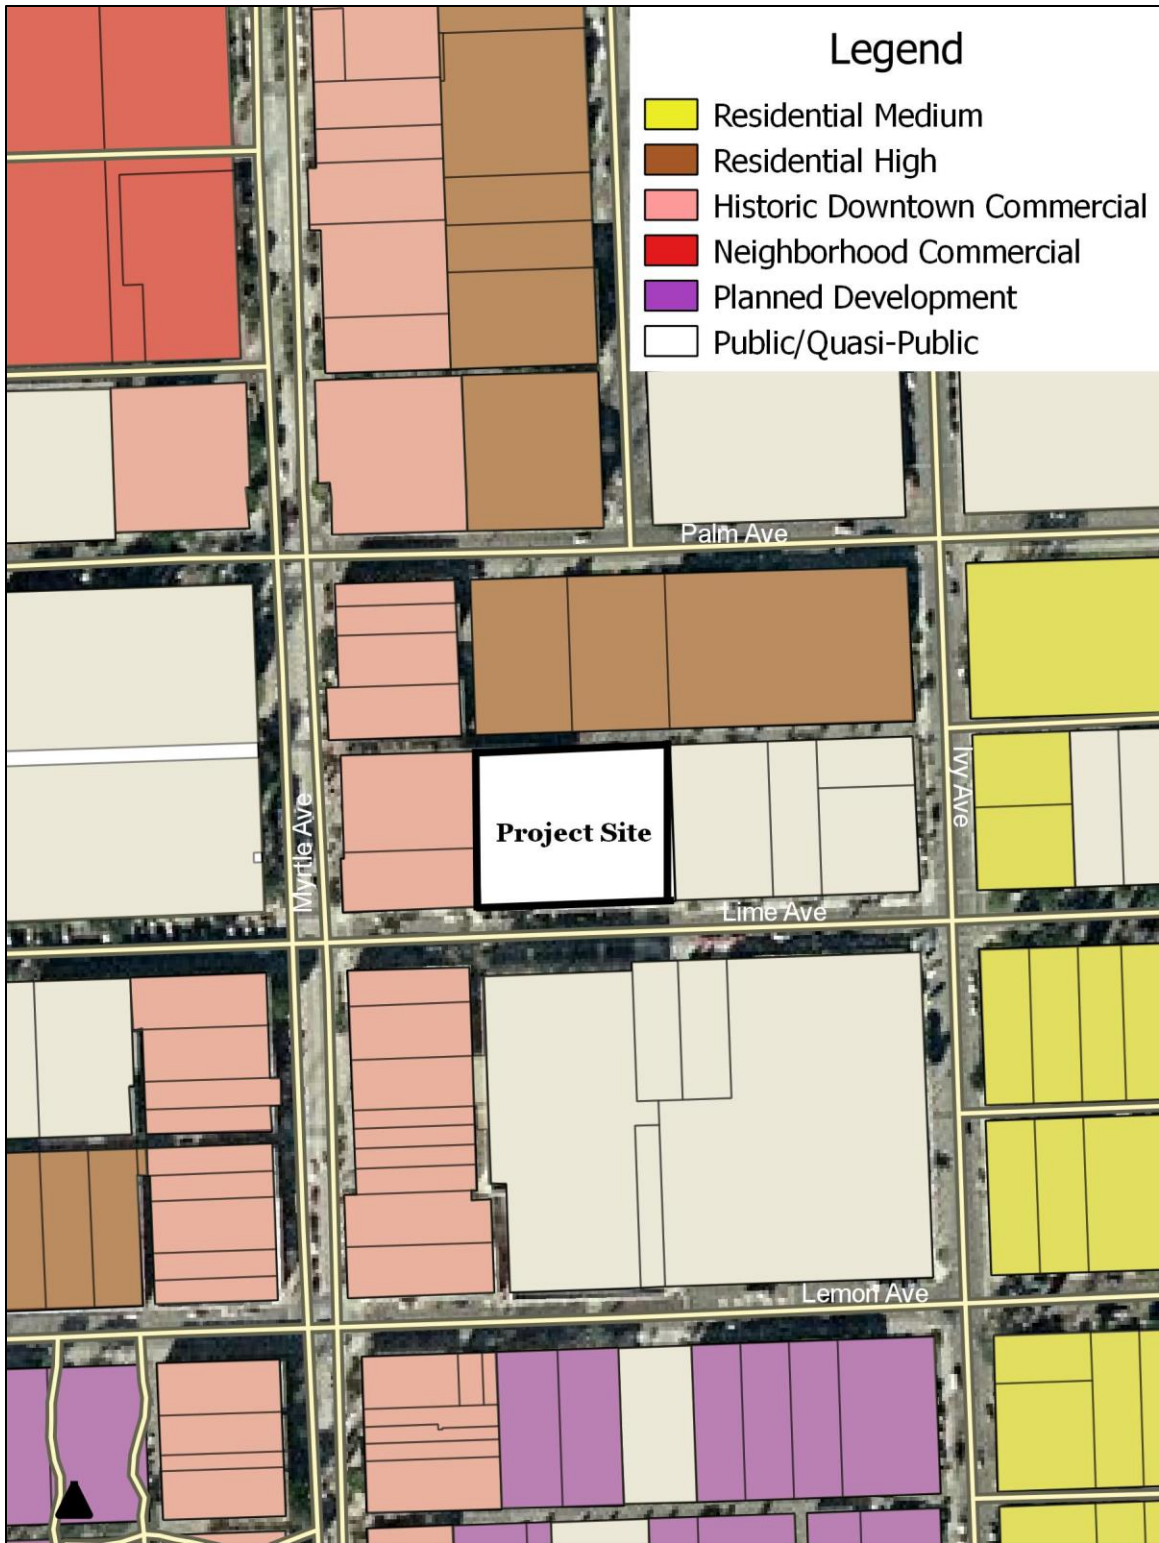 Legend
Residential Medium
Residential High
Historic Downtown Commercial
Neighborhood Commercial
Planned Development
Public/Quasi-Public
Palm Ave
Ivy Ave
Myrtle Ave
Project Site
Lime Ave
Lemon Ave